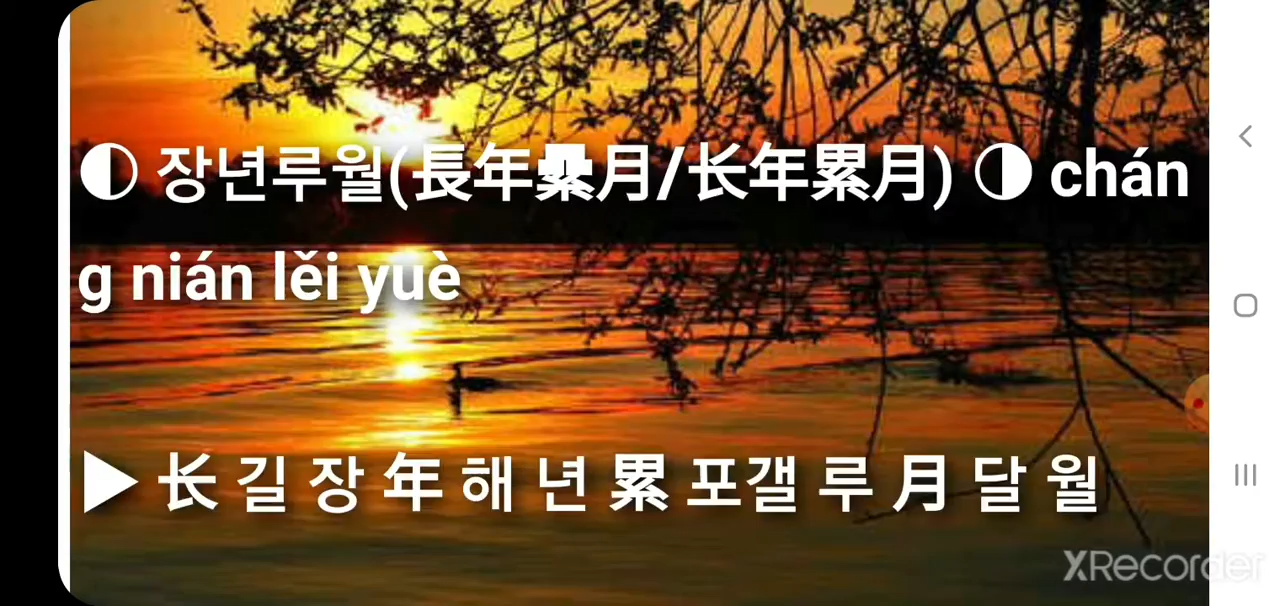 ◐ 장년루월(長年累月/长年累月) ◑ chán
g nián lěi yuè
▶ 长 길 장 年 해 년 累 포갤 루 月 달 월
XRecorder